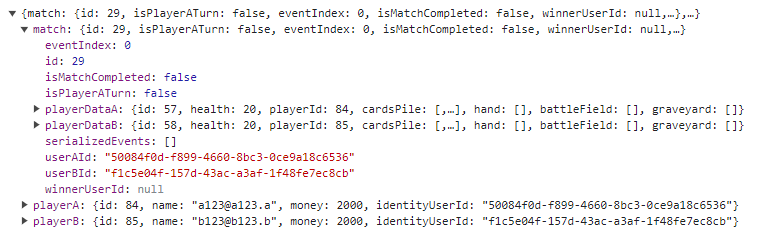 ▼ {match: {id: 29, isPlayerATurn: false, eventIndex: 0, isMatchCompleted: false, winnerUserId: null,…},…}
▼ match: {id: 29, isPlayerATurn: false, eventIndex: 0, isMatchCompleted: false, winnerUserId: null,…}
eventIndex: 0
id: 29
isMatchCompleted: false
isPlayerATurn: false
▶ playerDataA: {id: 57, health: 20, playerId: 84, cardsPile: [,…], hand: [], battleField: [], graveyard: []}
▶ playerDataB: {id: 58, health: 20, playerId: 85, cardsPile: [,…], hand: [], battleField: [], graveyard: []}
serializedEvents: []
userAId: "50084f0d-f899-4660-8bc3-0ce9a18c6536"
userBId: "f1c5e04f-157d-43ac-a3af-1f48fe7ec8cb"
winnerUserId: null
▶ playerA: {id: 84, name: "a123@a123.a", money: 2000, identityUserId: "50084f0d-f899-4660-8bc3-0ce9a18c6536"}
▶ playerB: {id: 85, name: "b123@b123.b", money: 2000, identityUserId: "f1c5e04f-157d-43ac-a3af-1f48fe7ec8cb"}